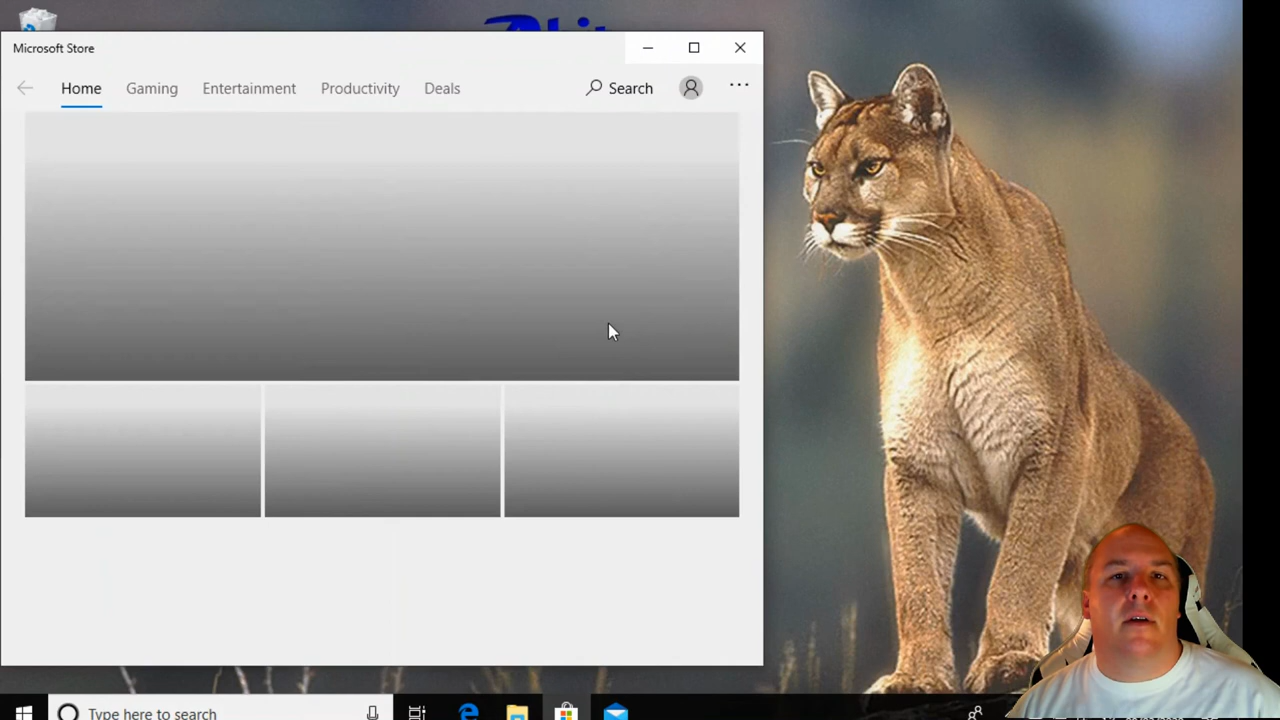 Microsoft Store
Home Gaming Entertainment Productivity Deals Search
Type here to search